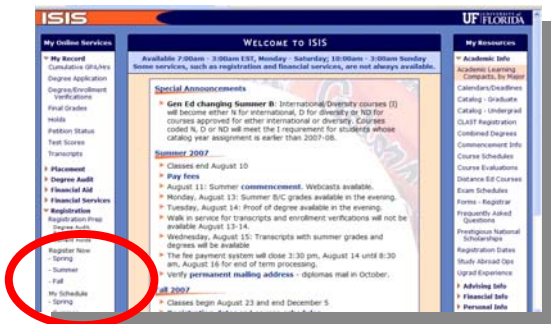 ISIS
UF UNIVERSITY of FLORIDA
My Online Services
My Record
Cumulative GPA/Hrs
Degree Application
Degree/Enrollment
Verifications
Final Grades
Holds
Petition Status
Test Scores
Transcripts
Placement
Degree Audit
Financial Aid
Financial Services
Registration
Registration Prep
Degree Audit,
Register Now
- Spring
- Summer
- Fall
My Schedule
- Spring
WELCOME TO ISIS
Available 7:00am - 3:00am EST, Monday - Saturday; 10:00am - 3:00am Sunday
Some services, such as registration and financial services, are not always available.
Special Announcements
Gen Ed changing Summer B: International/Diversity courses (I)
will become either N for international, D for diversity or ND for
courses approved for either international or diversity. Courses
coded N, D or ND will meet the I requirement for students whose
catalog year assignment is earlier than 2007-08.
Summer 2007
Classes end August 10
Pay fees
August 11: Summer commencement. Webcasts available.
Monday, August 13: Summer B/C grades available in the evening.
Tuesday, August 14: Proof of degree available in the evening.
Walk in service for transcripts and enrollment verifications will not be
available August 13-14.
Wednesday, August 15: Transcripts with summer grades and
degrees will be available
The fee payment system will close 3:30 pm, August 14 until 8:30
am, August 16 for end of term processing.
Verify permanent mailing address - diplomas mail in October.
Fall 2007
Classes begin August 23 and end December 5
My Resources
Academic Info
Academic Learning
Compacts, by Major
Calendars/Deadlines
Catalog - Graduate
Catalog - Undergrad
CLAST Registration
Combined Degrees
Commencement Info
Course Schedules
Course Evaluations
Distance Ed Courses
Exam Schedules
Forms - Registrar
Frequently Asked
Questions
Prestigious National
Scholarships
Registration Dates
Study Abroad Ops
Ugrad Experience
Advising Info
Financial Info
Personal Info